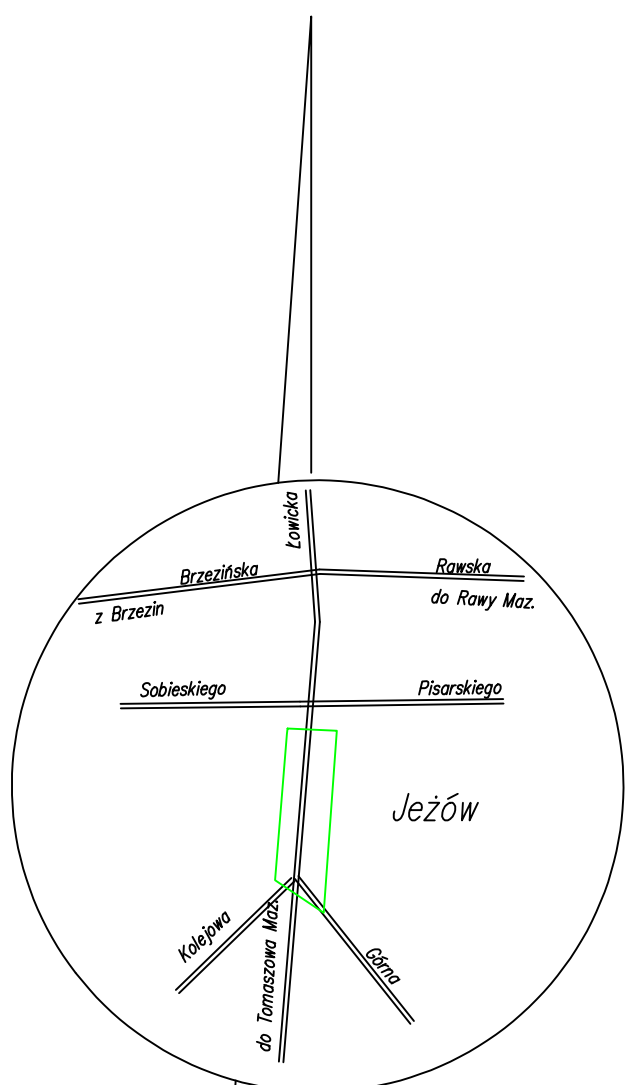 Łowicka
Brzezińska
Rawska
z Brzezin
do Rawy Maz.
Sobieskiego
Pisarskiego
Jeżów
Kolejowa
do Tomaszowa Maz.
Górna